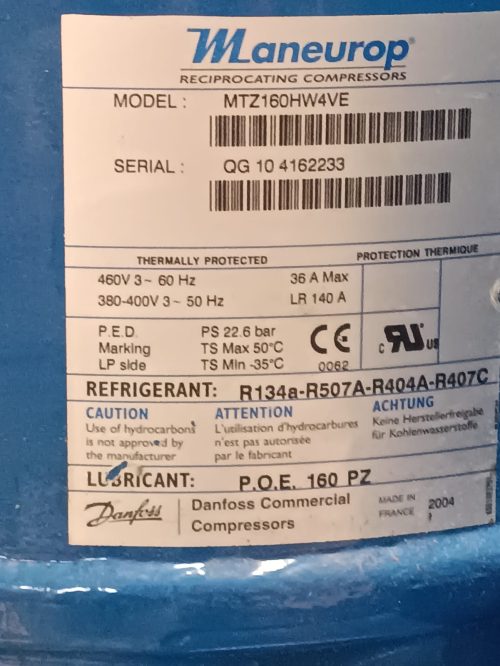 Maneurop®
RECIPROCATING COMPRESSORS
MODEL : MTZ160HW4VE
SERIAL : QG 10 4162233
THERMALLY PROTECTED PROTECTION THERMIQUE
460V 3~ 60 Hz 36 A Max
380-400V 3~ 50 Hz LR 140 A
P.E.D. PS 22.6 bar
Marking TS Max 50°C
LP side TS Min -35°C
CE
0062
c RU us
REFRIGERANT: R134a-R507A-R404A-R407C
CAUTION
Use of hydrocarbons
is not approved by
the manufacturer
ATTENTION
L'utilisation d'hydrocarbures
n'est pas autorisée
par le fabricant
ACHTUNG
Keine Herstellerfreigabe
für Kohlenwasserstoffe
LUBRICANT: P.O.E. 160 PZ
Danfoss
Danfoss Commercial
Compressors
MADE IN
FRANCE
2004